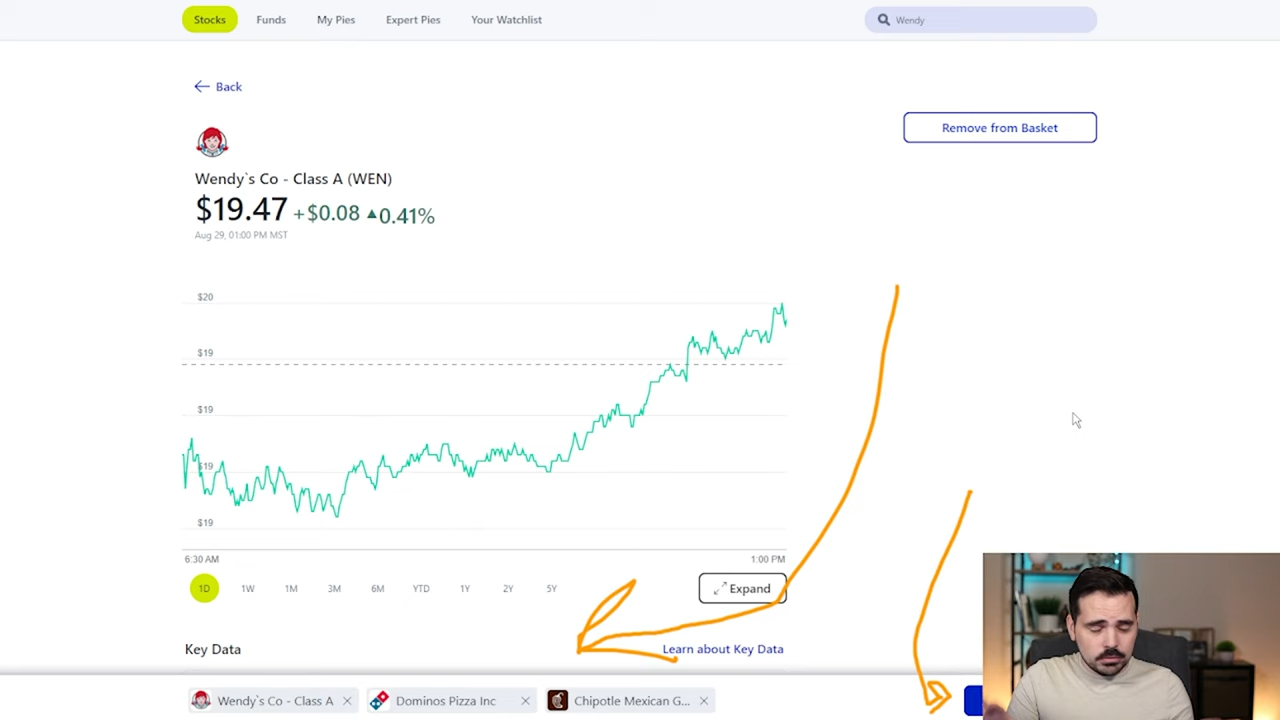 Stocks Funds My Pies Expert Pies Your Watchlist Wendy
Back
Remove from Basket
Wendy`s Co - Class A (WEN)
$19.47 +$0.08 ▲0.41%
Aug 29, 01:00 PM MST
$20
$19
$19
$19
$19
6:30 AM 1:00 PM
1D 1W 1M 3M 6M YTD 1Y 2Y 5Y Expand
Key Data Learn about Key Data
Wendy`s Co - Class A × Dominos Pizza Inc × Chipotle Mexican G... ×